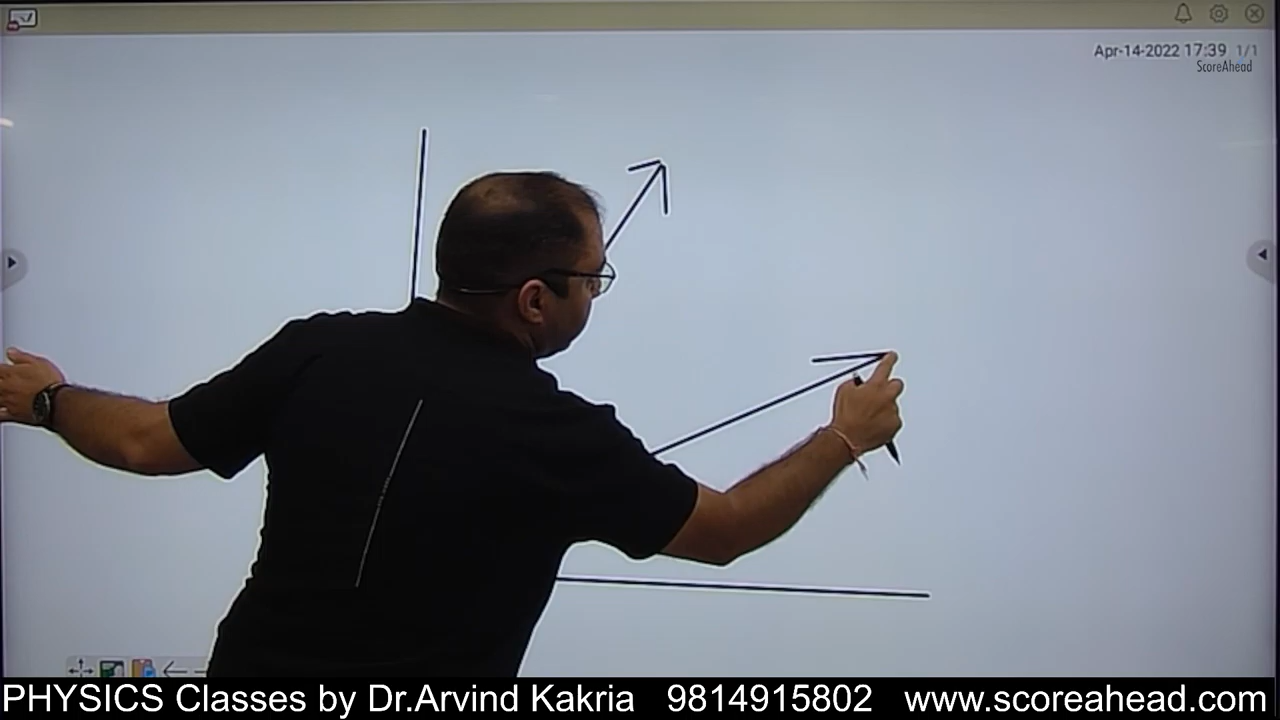 Apr-14-2022 17:39 1/1
ScoreAhead
PHYSICS Classes by Dr.Arvind Kakria 9814915802 www.scoreahead.com